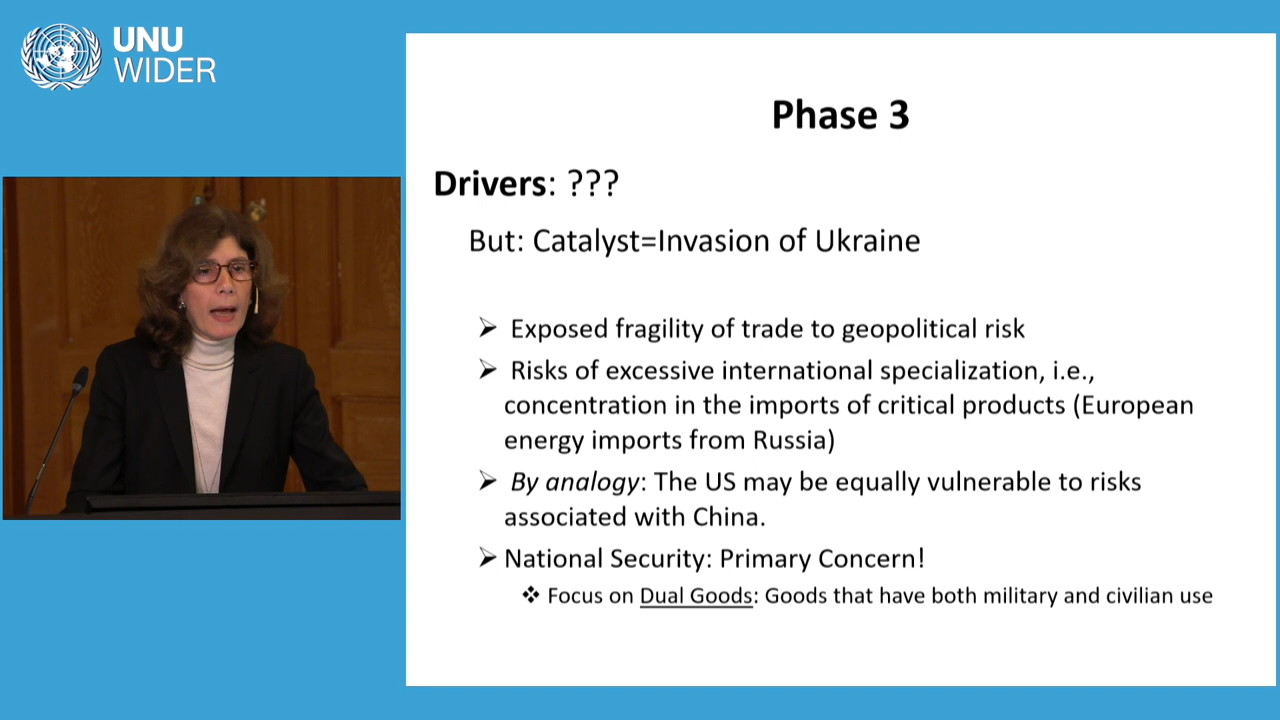 UNU
WIDER
Phase 3
Drivers: ???
But: Catalyst=Invasion of Ukraine
➢ Exposed fragility of trade to geopolitical risk
➢ Risks of excessive international specialization, i.e.,
concentration in the imports of critical products (European
energy imports from Russia)
➢ By analogy: The US may be equally vulnerable to risks
associated with China.
➢ National Security: Primary Concern!
❖ Focus on Dual Goods: Goods that have both military and civilian use